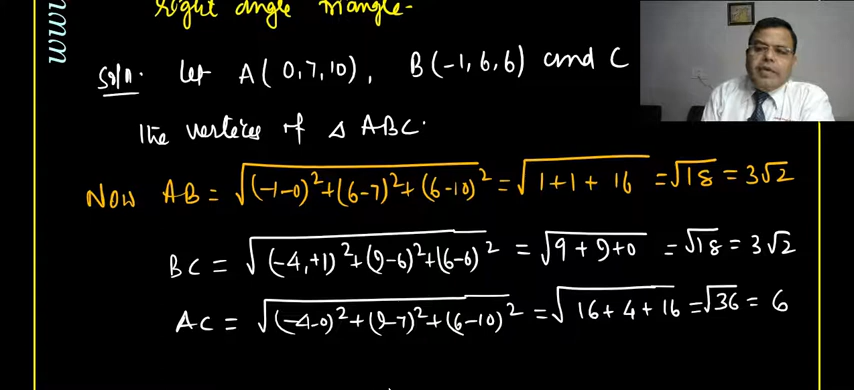 right angle triangle-
www
Soln. Let A(0,7,10), B(-1,6,6) and C
the vertices of △ ABC.
Now AB = √(-1-0)²+(6-7)²+(6-10)² = √1+1+16 = √18 = 3√2
BC = √(-4,+1)²+(9-6)²+(6-6)² = √9+9+0 = √18 = 3√2
AC = √(-4-0)²+(9-7)²+(6-10)² = √16+4+16 = √36 = 6